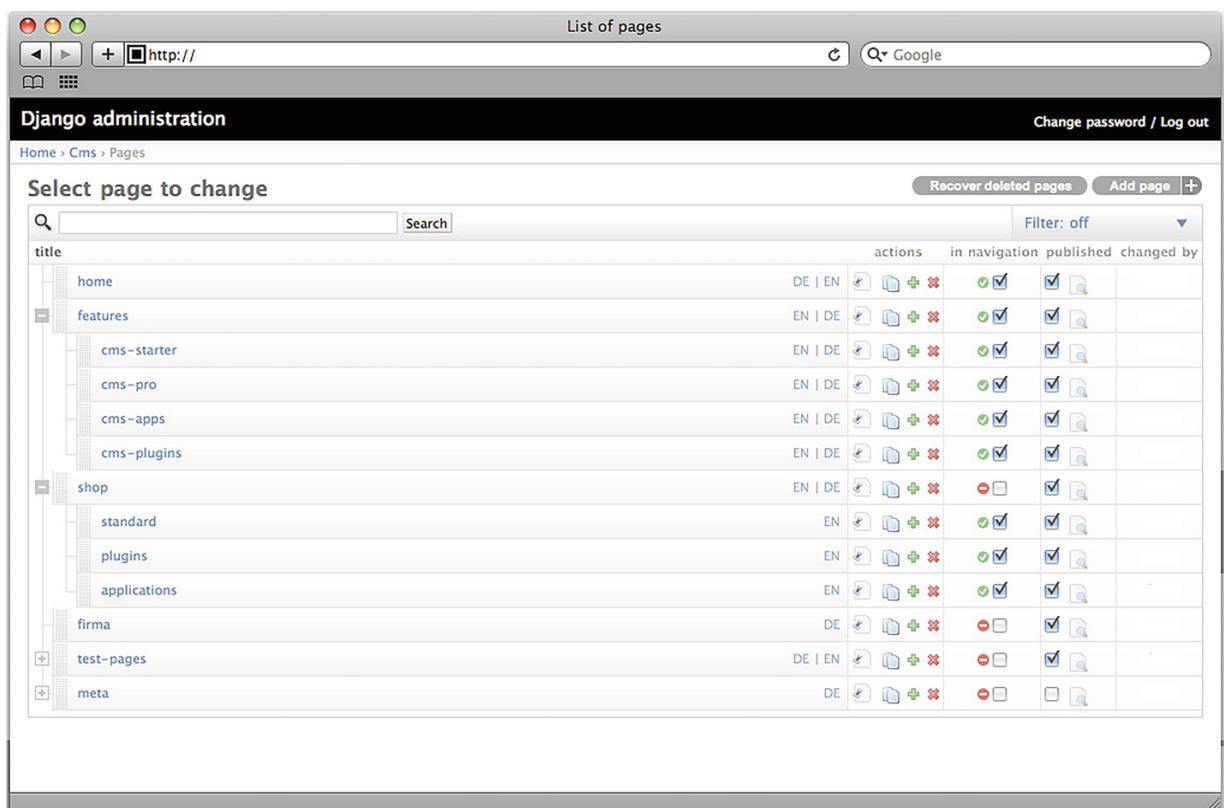 List of pages
http://
Google
Django administration
Change password / Log out
Home › Cms › Pages
Select page to change
Recover deleted pages
Add page
Search
Filter: off
title actions in navigation published changed by
home DE | EN
features EN | DE
cms-starter EN | DE
cms-pro EN | DE
cms-apps EN | DE
cms-plugins EN | DE
shop EN | DE
standard EN
plugins EN
applications EN
firma DE
test-pages DE | EN
meta DE